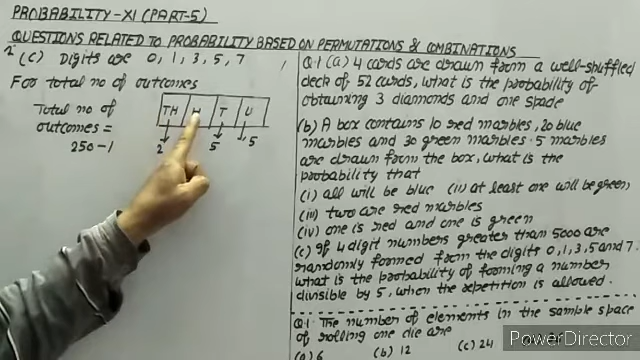 PROBABILITY-XI (PART-5)
QUESTIONS RELATED TO PROBABILITY BASED ON PERMUTATIONS & COMBINATIONS
(C) Digits are 0, 1, 3, 5, 7
For total no of outcomes
Total no of
outcomes =
250-1
TH H T U
2 5 5
Q.1 (a) 4 cards are drawn from a well-shuffled
deck of 52 cards, what is the probability of
obtaining 3 diamonds and one spade
(b) A box contains 10 red marbles, 20 blue
marbles and 30 green marbles. 5 marbles
are drawn from the box, what is the
probability that
(i) all will be blue (ii) at least one will be green
(iii) two are red marbles
(iv) one is red and one is green
(c) If 4 digit numbers greater than 5000 are
randomly formed from the digits 0, 1, 3, 5 and 7.
what is the probability of forming a number
divisible by 5, when the repetition is allowed.
Q.1 The number of elements in the sample space
of rolling one die are
(a) 6 (b) 12 (c) 24
PowerDirector